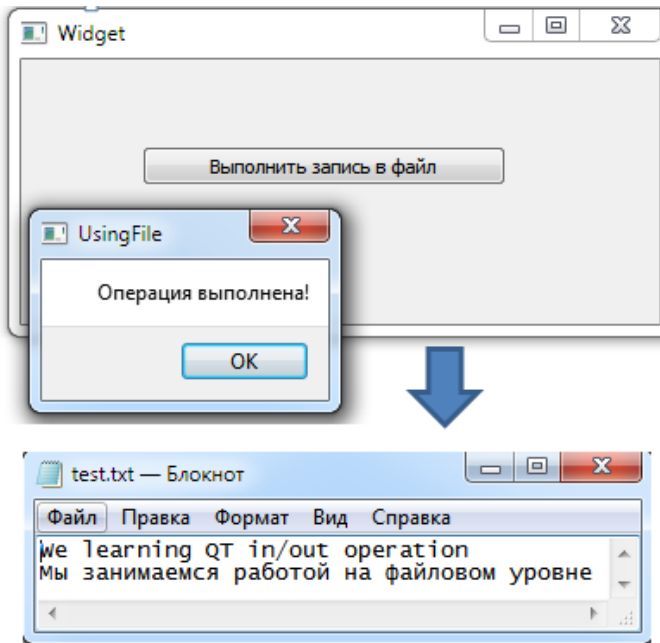 Widget
Выполнить запись в файл
UsingFile
Операция выполнена!
OK
test.txt — Блокнот
Файл Правка Формат Вид Справка
We learning QT in/out operation
Мы занимаемся работой на файловом уровне